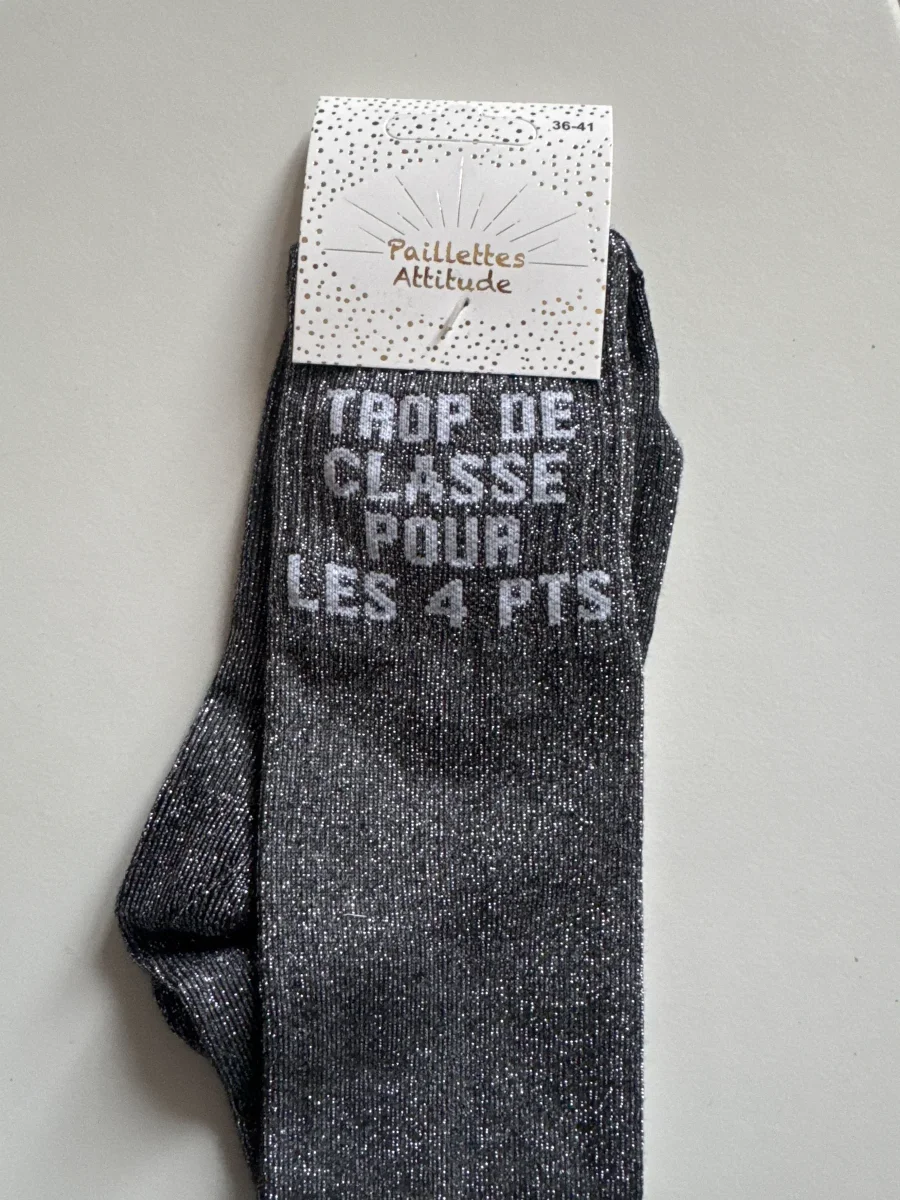 36-41
Paillettes
Attitude
TROP DE
CLASSE
POUR
LES 4 PTS